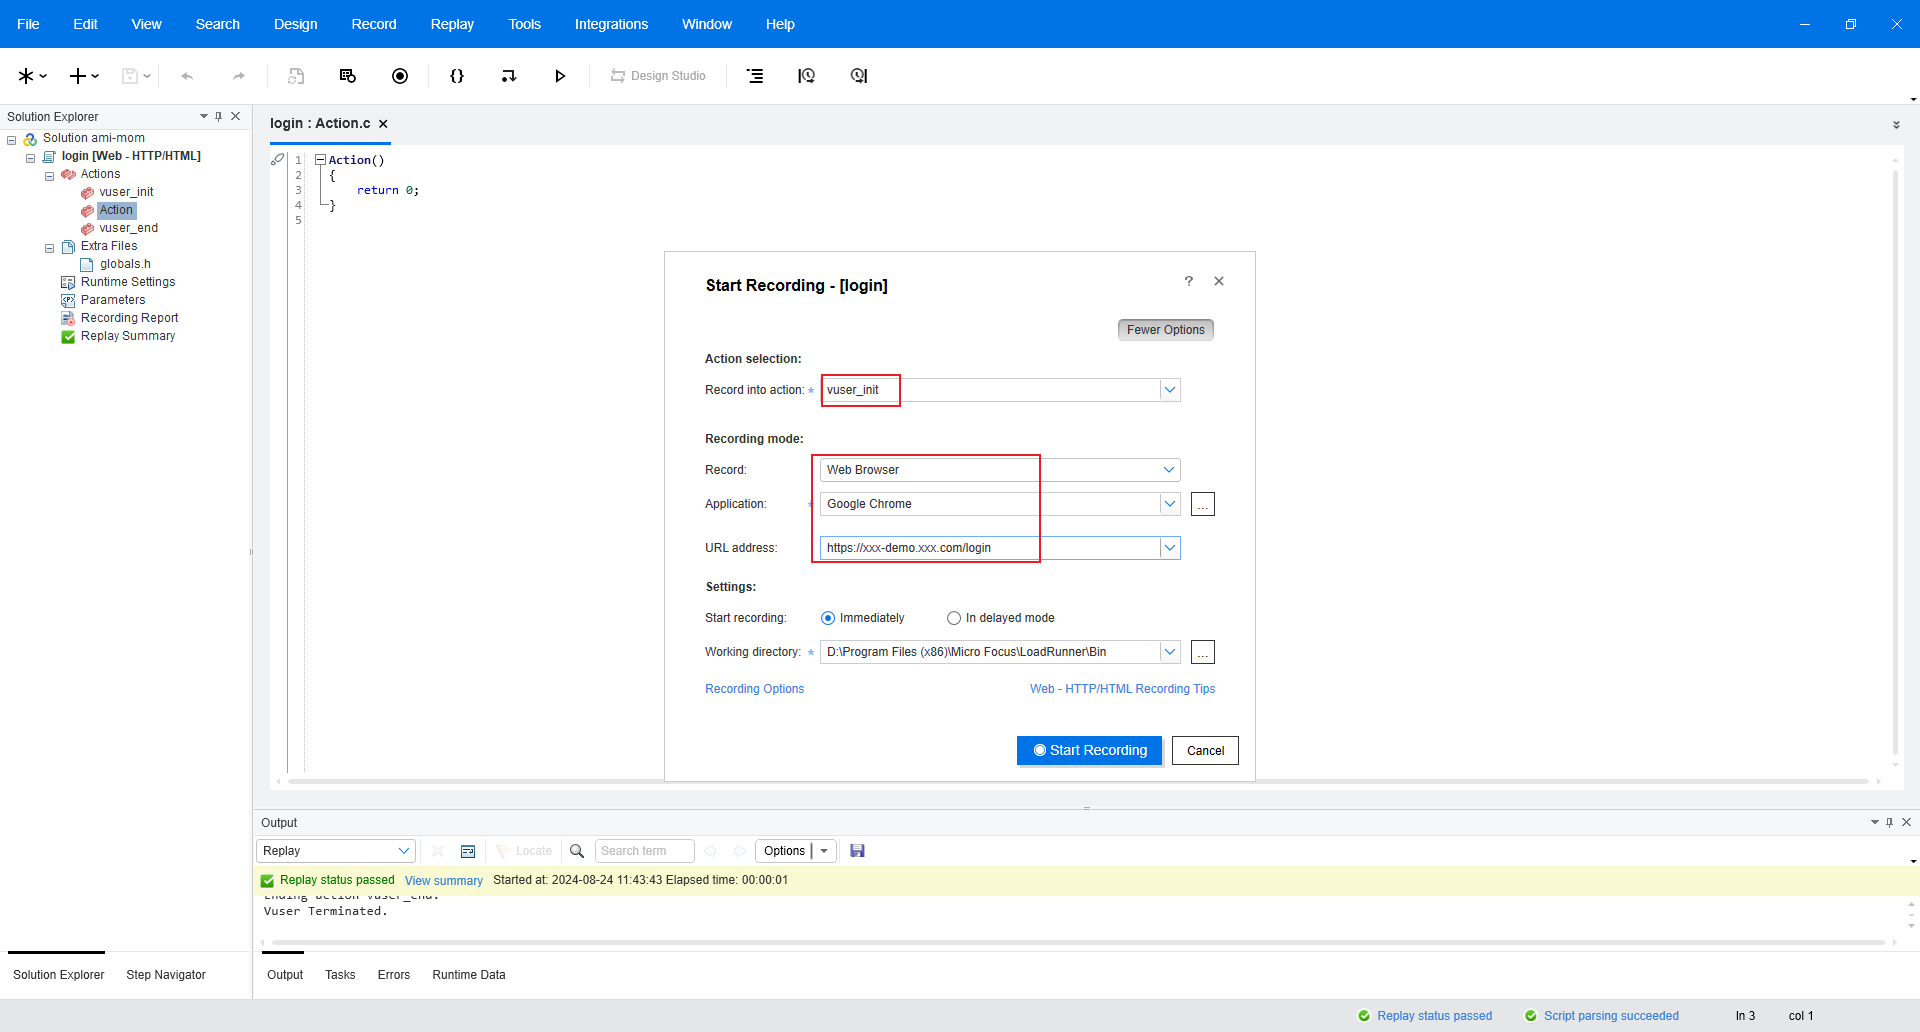 File Edit View Search Design Record Replay Tools Integrations Window Help
Design Studio
Solution Explorer
Solution ami-mom
login [Web - HTTP/HTML]
Actions
vuser_init
Action
vuser_end
Extra Files
globals.h
Runtime Settings
Parameters
Recording Report
Replay Summary
login : Action.c
1 Action()
2 {
3 return 0;
4 }
5
Start Recording - [login]
?
Fewer Options
Action selection:
Record into action: * vuser_init
Recording mode:
Record: Web Browser
Application: * Google Chrome ...
URL address: https://xxx-demo.xxx.com/login
Settings:
Start recording: Immediately In delayed mode
Working directory: * D:\Program Files (x86)\Micro Focus\LoadRunner\Bin ...
Recording Options Web - HTTP/HTML Recording Tips
Start Recording Cancel
Output
Replay Locate Search term Options
Replay status passed View summary Started at: 2024-08-24 11:43:43 Elapsed time: 00:00:01
Ending action vuser_end.
Vuser Terminated.
Solution Explorer Step Navigator Output Tasks Errors Runtime Data
Replay status passed Script parsing succeeded ln 3 col 1